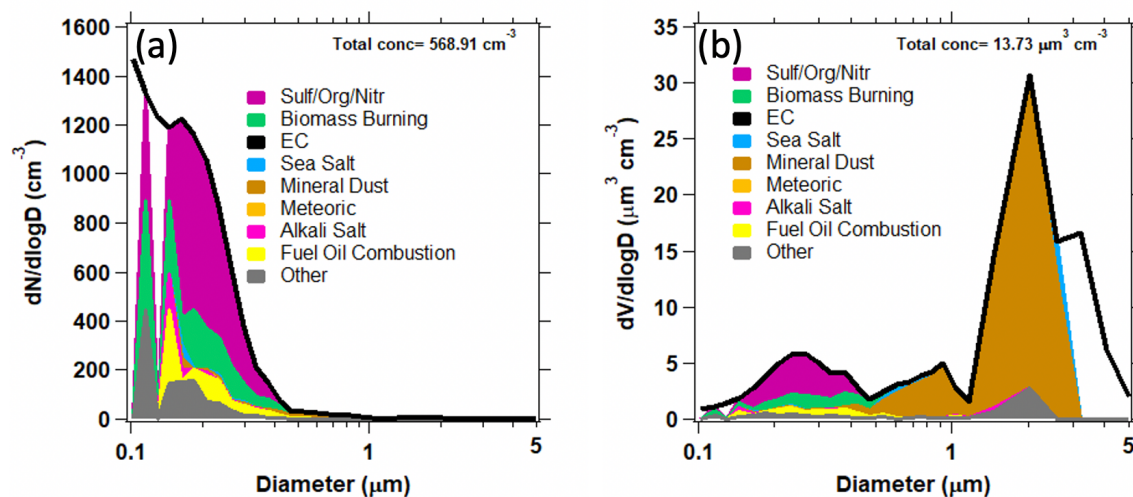 (a)
Total conc= 568.91 cm⁻³
Sulf/Org/Nitr
Biomass Burning
EC
Sea Salt
Mineral Dust
Meteoric
Alkali Salt
Fuel Oil Combustion
Other
dN/dlogD (cm⁻³)
1600
1400
1200
1000
800
600
400
200
0
0.1
1
5
Diameter (μm)
(b)
Total conc= 13.73 μm³ cm⁻³
Sulf/Org/Nitr
Biomass Burning
EC
Sea Salt
Mineral Dust
Meteoric
Alkali Salt
Fuel Oil Combustion
Other
dV/dlogD (μm³ cm⁻³)
35
30
25
20
15
10
5
0
0.1
1
5
Diameter (μm)